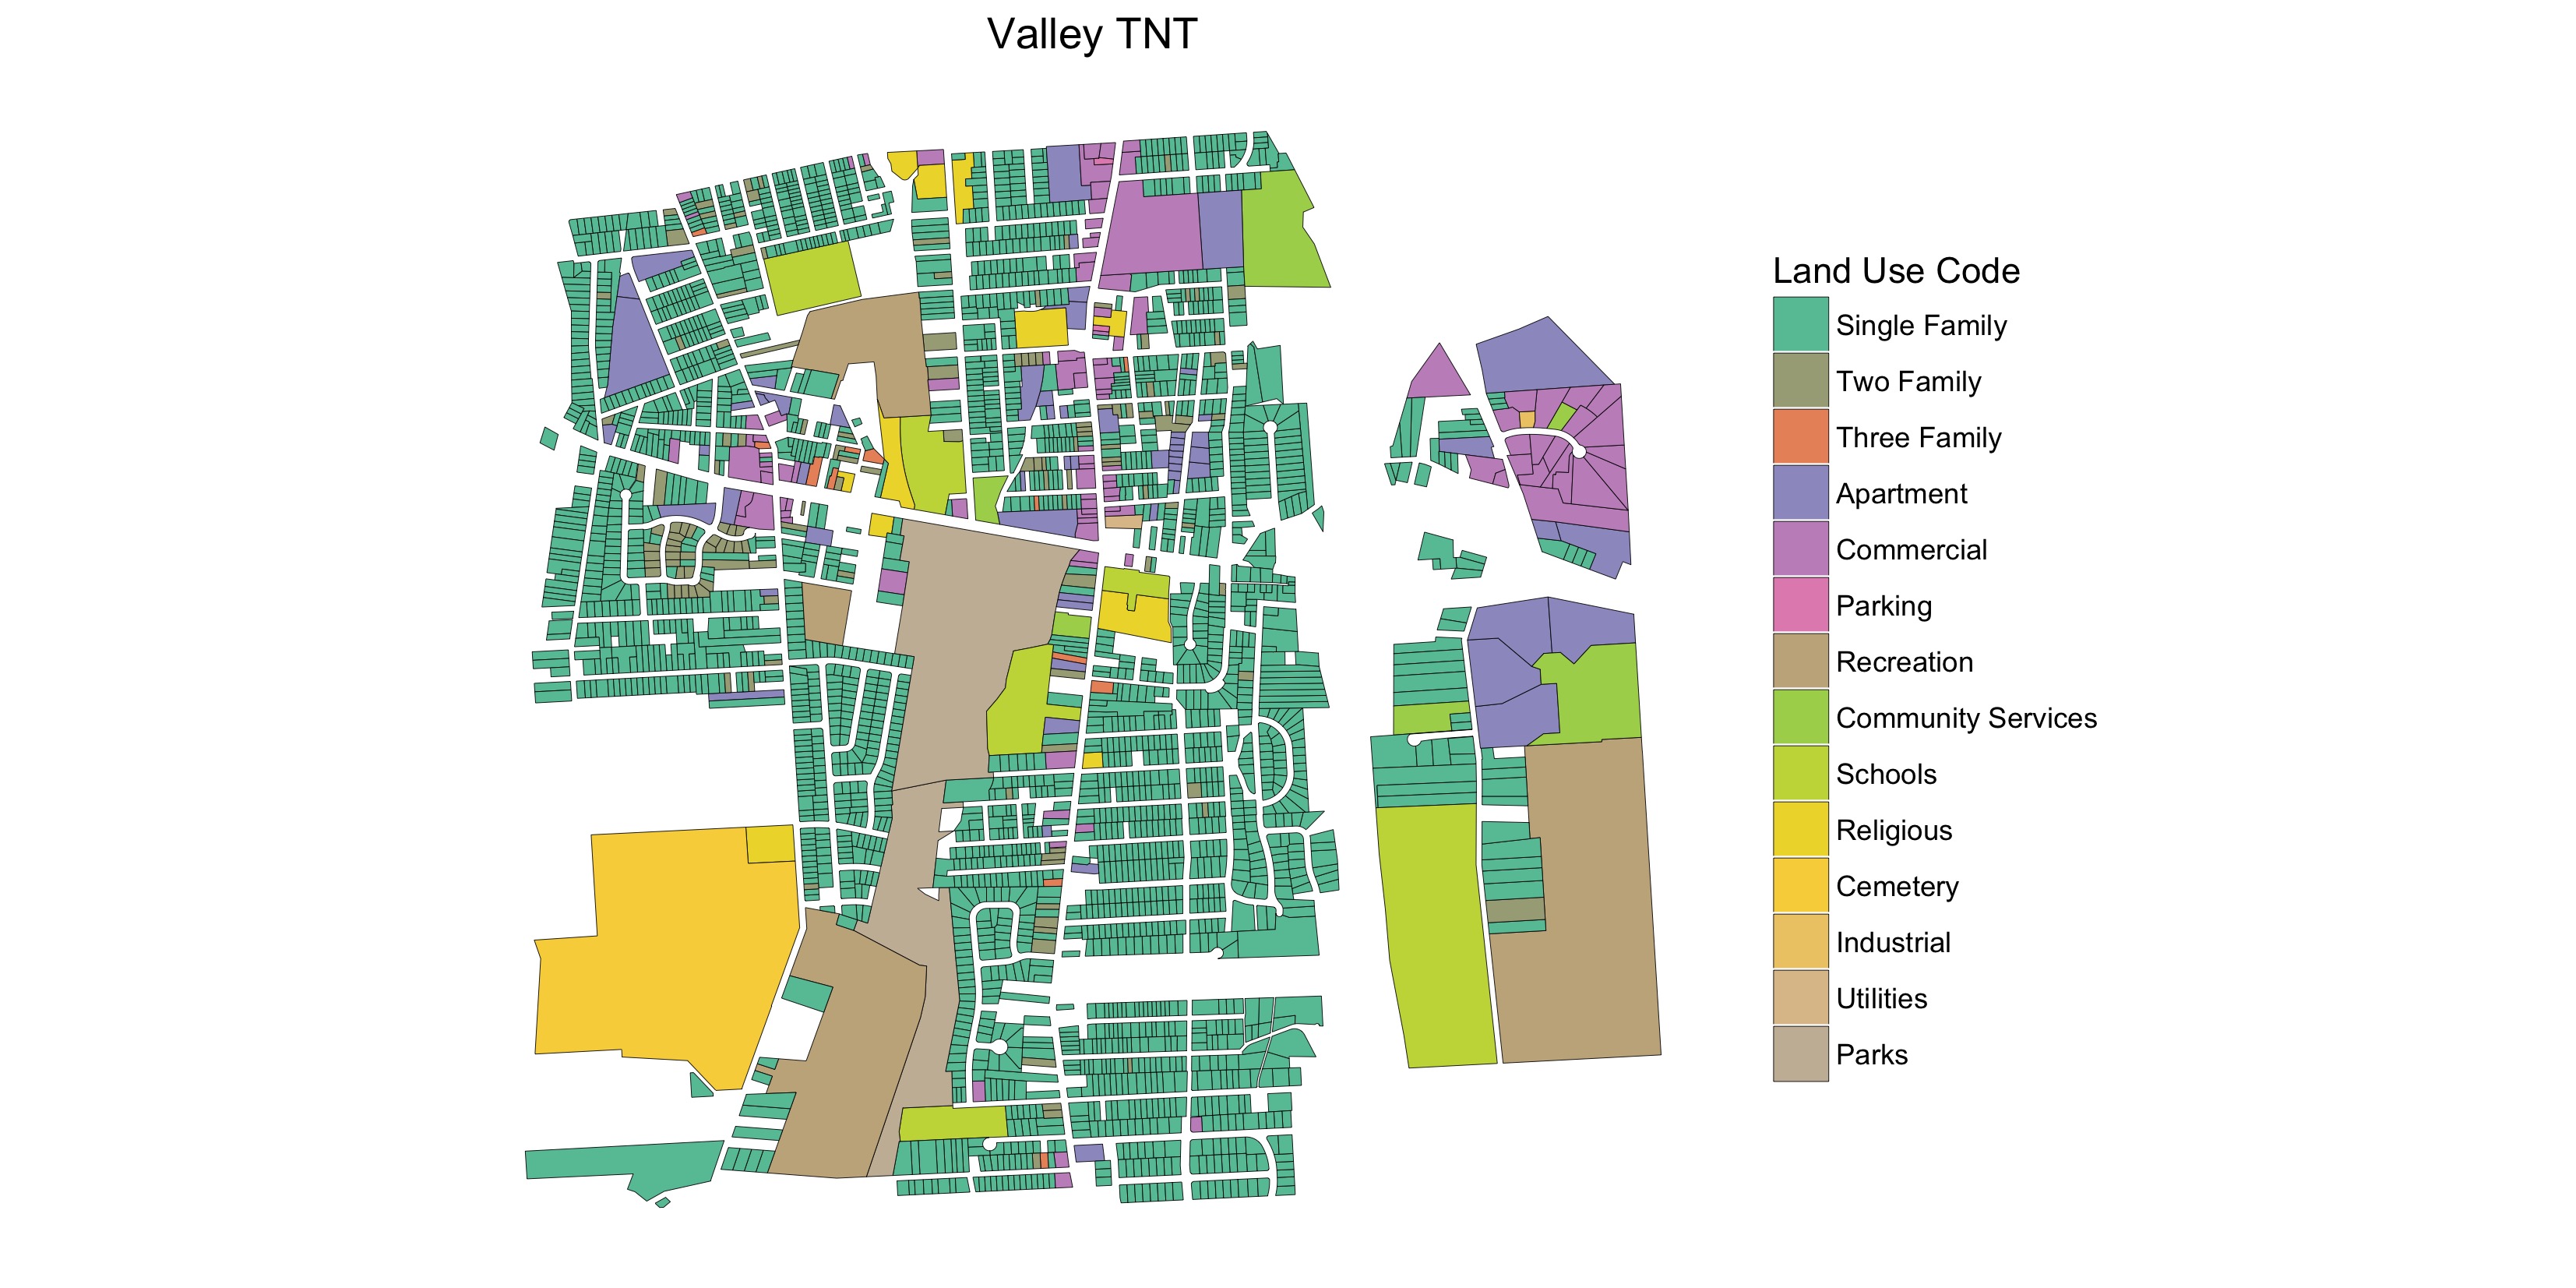 Valley TNT
Land Use Code
Single Family
Two Family
Three Family
Apartment
Commercial
Parking
Recreation
Community Services
Schools
Religious
Cemetery
Industrial
Utilities
Parks